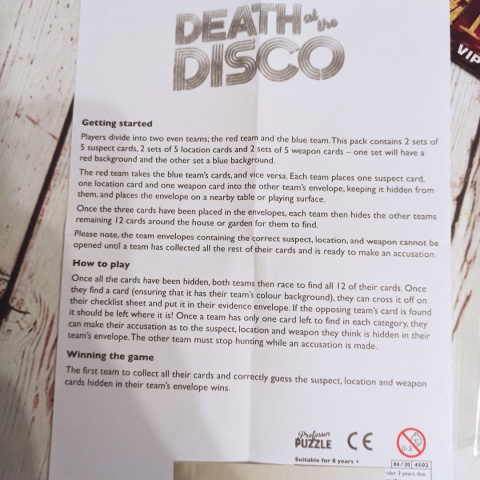 DEATH at the
DISCO
Getting started
Players divide into two even teams; the red team and the blue team. This pack contains 2 sets of
5 suspect cards, 2 sets of 5 location cards and 2 sets of 5 weapon cards – one set will have a
red background and the other set a blue background.
The red team takes the blue team's cards, and vice versa. Each team places one suspect card,
one location card and one weapon card into the other team's envelope, keeping it hidden from
them, and places the envelope on a nearby table or playing surface.
Once the three cards have been placed in the envelopes, each team then hides the other teams
remaining 12 cards around the house or garden for them to find.
Please note, the team envelopes containing the correct suspect, location, and weapon cannot be
opened until a team has collected all the rest of their cards and is ready to make an accusation.
How to play
Once all the cards have been hidden, both teams then race to find all 12 of their cards. Once
they find a card (ensuring that it has their team's colour background), they can cross it off on
their checklist sheet and put it in their evidence envelope. If the opposing team's card is found
it should be left where it is! Once a team has only one card left to find in each category, they
can make their accusation as to the suspect, location and weapon they think is hidden in their
team's envelope. The other team must stop hunting while an accusation is made.
Winning the game
The first team to collect all their cards and correctly guess the suspect, location and weapon
cards hidden in their team's envelope wins.
Professor
PUZZLE
CE
0-3
Suitable for 8 years +
04 / 20 4502
VIP